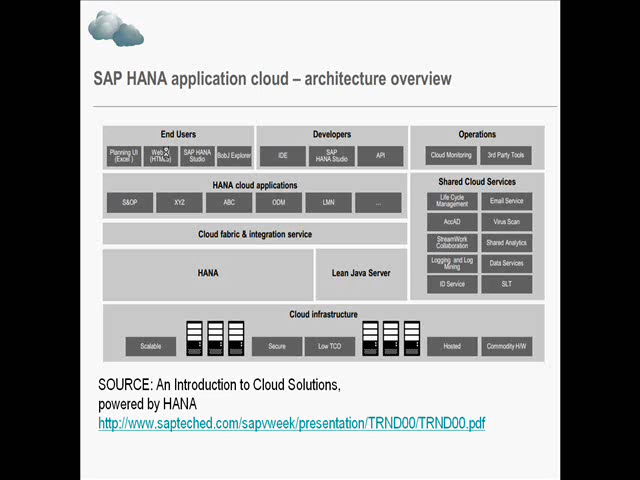 SAP HANA application cloud – architecture overview
End Users
Developers
Operations
Planning UI
(Excel )
Web UI
(HTML5)
SAP HANA
Studio
BobJ Explorer
IDE
SAP
HANA Studio
API
Cloud Monitoring
3rd Party Tools
HANA cloud applications
S&OP
XYZ
ABC
ODM
LMN
...
Shared Cloud Services
Life Cycle
Management
Email Service
AccAD
Virus Scan
StreamWork
Collaboration
Shared Analytics
Logging and Log
Mining
Data Services
ID Service
SLT
Cloud fabric & integration service
HANA
Lean Java Server
Cloud infrastructure
Scalable
Secure
Low TCO
Hosted
Commodity H/W
SOURCE: An Introduction to Cloud Solutions,
powered by HANA
http://www.sapteched.com/sapvweek/presentation/TRND00/TRND00.pdf